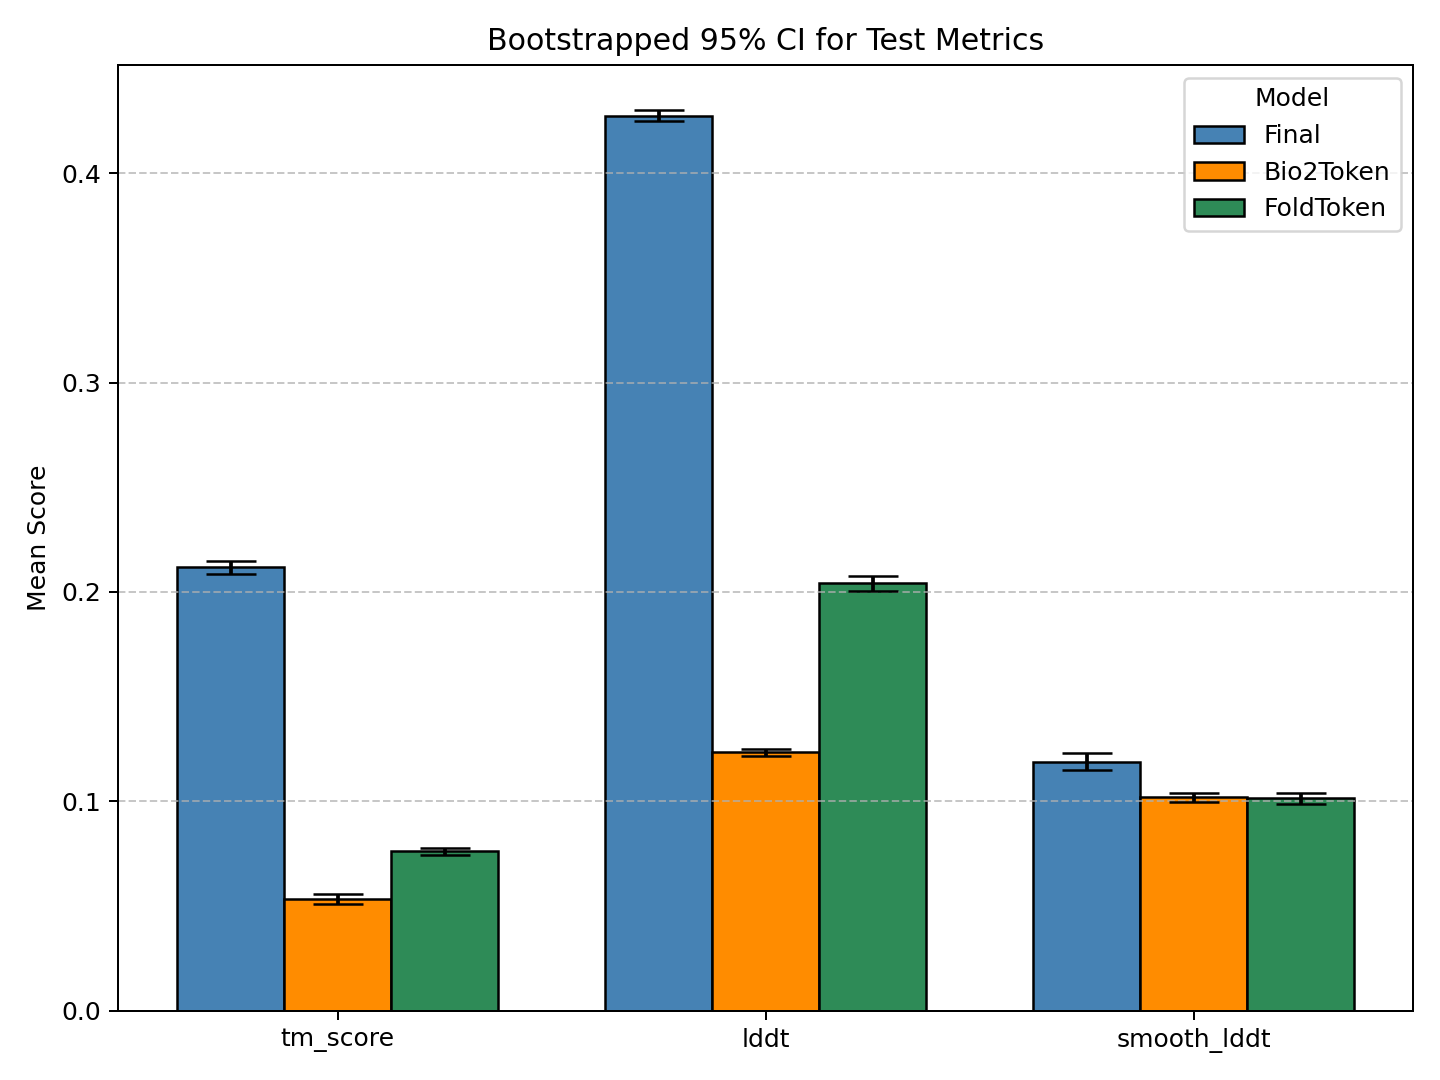 Bootstrapped 95% CI for Test Metrics
Model
Final
Bio2Token
FoldToken
Mean Score
0.4
0.3
0.2
0.1
0.0
tm_score
lddt
smooth_lddt